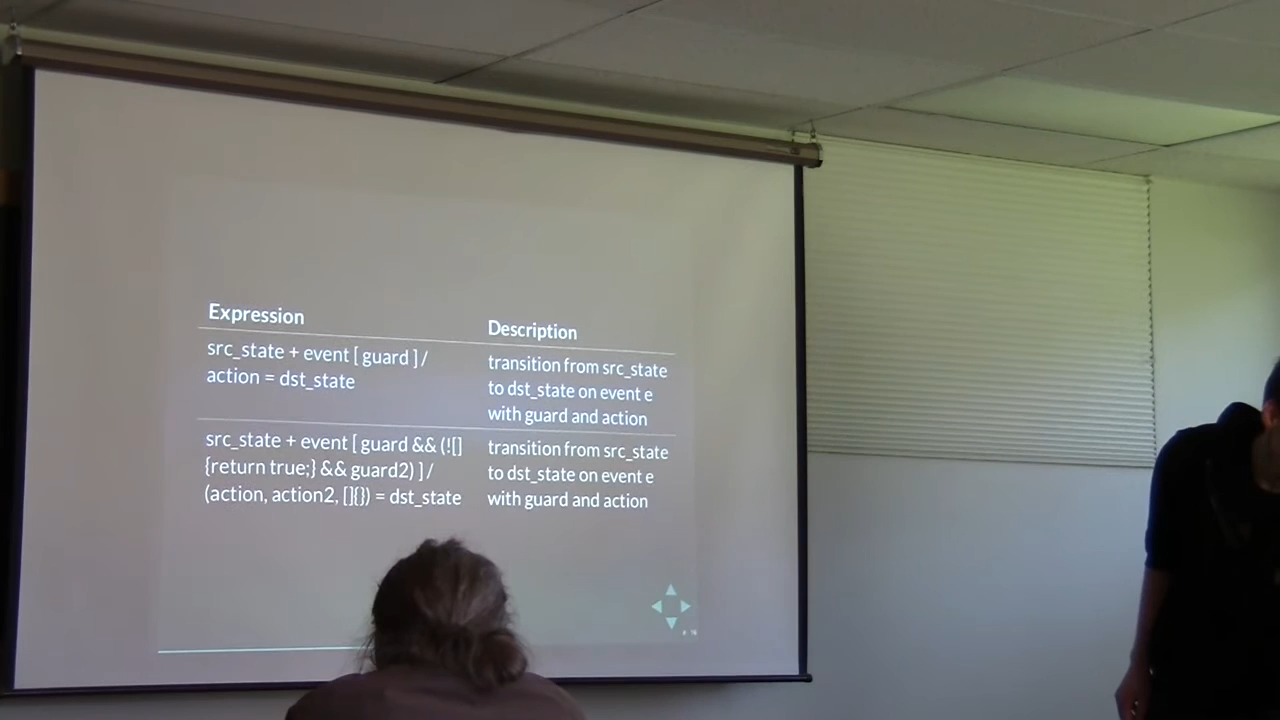 Expression
Description
src_state + event [ guard ] /
action = dst_state
transition from src_state
to dst_state on event e
with guard and action
src_state + event [ guard && (![]
{return true;} && guard2) ] /
(action, action2, []{}) = dst_state
transition from src_state
to dst_state on event e
with guard and action